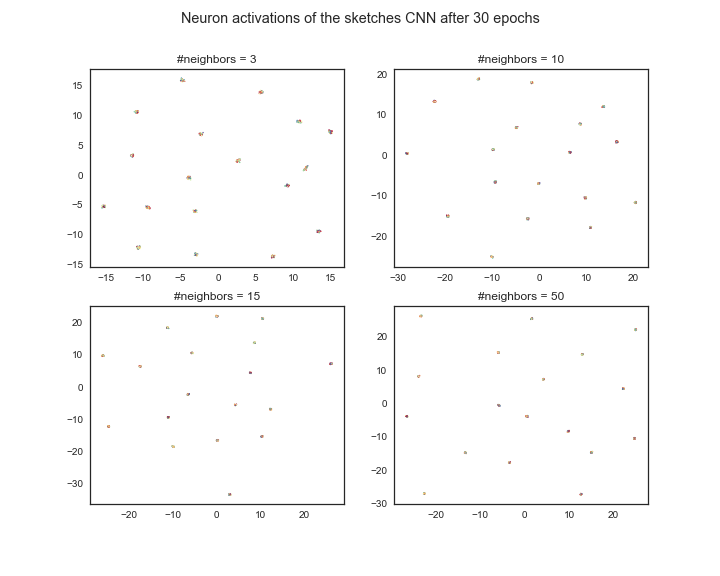 Neuron activations of the sketches CNN after 30 epochs
#neighbors = 3
15
10
5
0
−5
−10
−15
−15 −10 −5 0 5 10 15
#neighbors = 10
20
10
0
−10
−20
−30 −20 −10 0 10 20
#neighbors = 15
20
10
0
−10
−20
−30
−20 −10 0 10 20
#neighbors = 50
20
10
0
−10
−20
−30
−20 −10 0 10 20